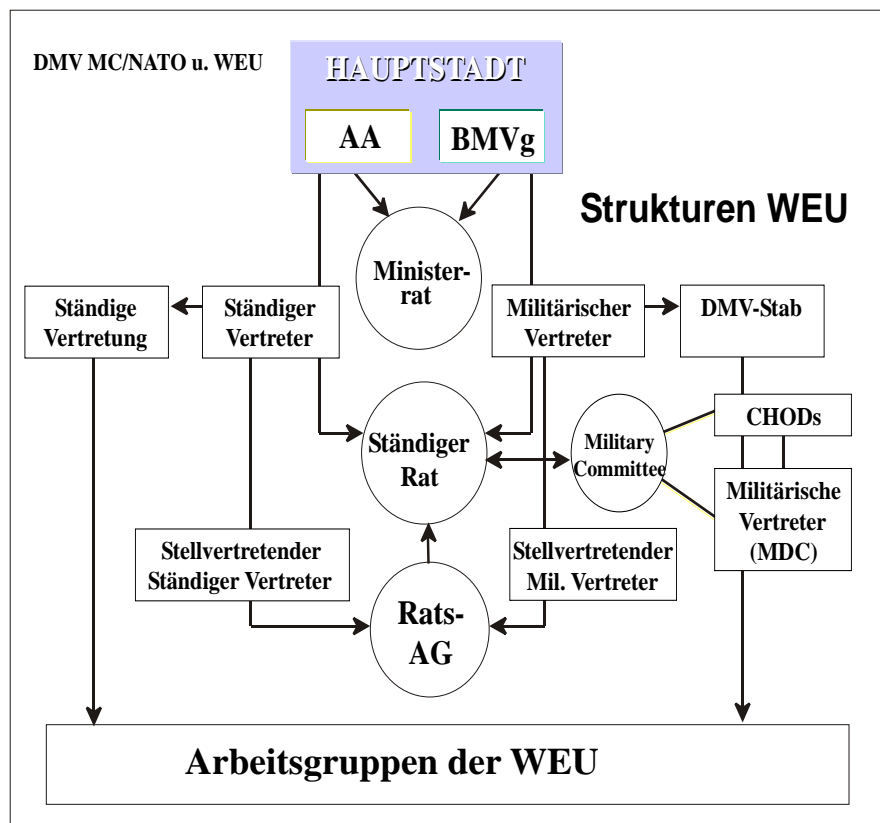 DMV MC/NATO u. WEU
HAUPTSTADT
AA
BMVg
Strukturen WEU
Minister-
rat
Ständige
Vertretung
Ständiger
Vertreter
Militärischer
Vertreter
DMV-Stab
Ständiger
Rat
Military
Committee
CHODs
Militärische
Vertreter
(MDC)
Stellvertretender
Ständiger Vertreter
Stellvertretender
Mil. Vertreter
Rats-
AG
Arbeitsgruppen der WEU